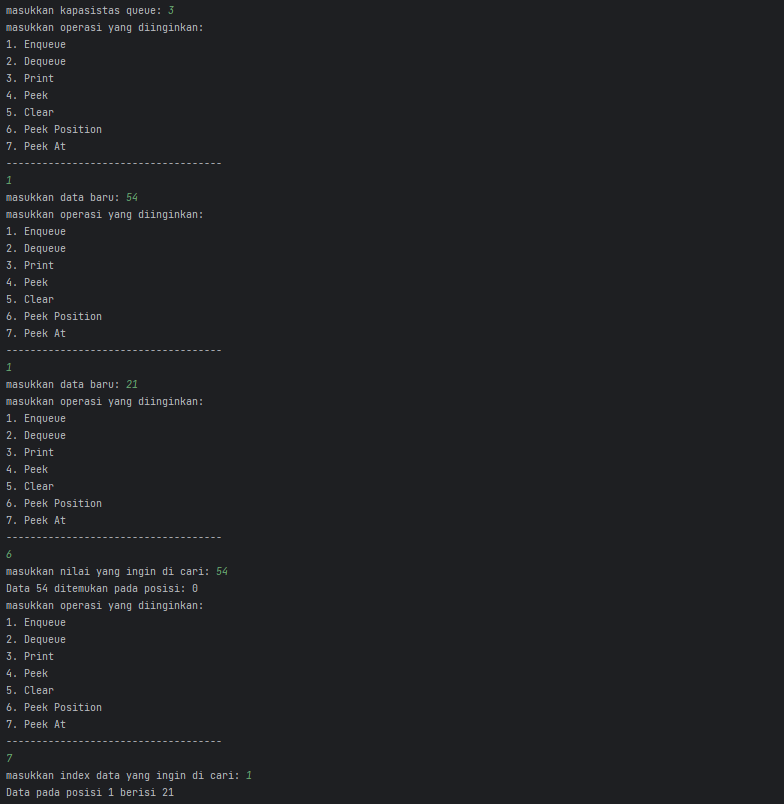 masukkan kapasistas queue: 3
masukkan operasi yang diinginkan:
1. Enqueue
2. Dequeue
3. Print
4. Peek
5. Clear
6. Peek Position
7. Peek At
------------------------------------
1
masukkan data baru: 54
masukkan operasi yang diinginkan:
1. Enqueue
2. Dequeue
3. Print
4. Peek
5. Clear
6. Peek Position
7. Peek At
------------------------------------
1
masukkan data baru: 21
masukkan operasi yang diinginkan:
1. Enqueue
2. Dequeue
3. Print
4. Peek
5. Clear
6. Peek Position
7. Peek At
------------------------------------
6
masukkan nilai yang ingin di cari: 54
Data 54 ditemukan pada posisi: 0
masukkan operasi yang diinginkan:
1. Enqueue
2. Dequeue
3. Print
4. Peek
5. Clear
6. Peek Position
7. Peek At
------------------------------------
7
masukkan index data yang ingin di cari: 1
Data pada posisi 1 berisi 21